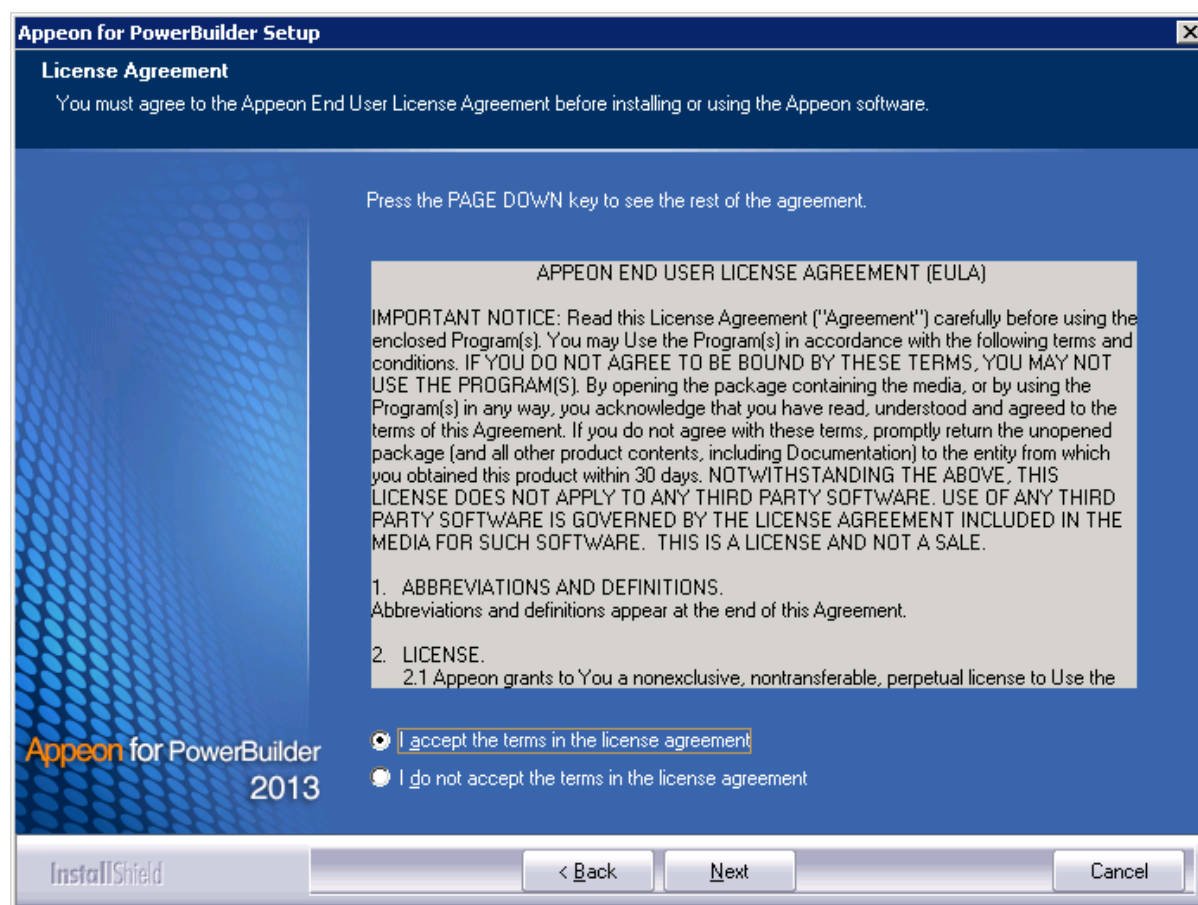 Appeon for PowerBuilder Setup
License Agreement
You must agree to the Appeon End User License Agreement before installing or using the Appeon software.
Press the PAGE DOWN key to see the rest of the agreement.
APPEON END USER LICENSE AGREEMENT (EULA)
IMPORTANT NOTICE: Read this License Agreement ("Agreement") carefully before using the
enclosed Program(s). You may Use the Program(s) in accordance with the following terms and
conditions. IF YOU DO NOT AGREE TO BE BOUND BY THESE TERMS, YOU MAY NOT
USE THE PROGRAM(S). By opening the package containing the media, or by using the
Program(s) in any way, you acknowledge that you have read, understood and agreed to the
terms of this Agreement. If you do not agree with these terms, promptly return the unopened
package (and all other product contents, including Documentation) to the entity from which
you obtained this product within 30 days. NOTWITHSTANDING THE ABOVE, THIS
LICENSE DOES NOT APPLY TO ANY THIRD PARTY SOFTWARE. USE OF ANY THIRD
PARTY SOFTWARE IS GOVERNED BY THE LICENSE AGREEMENT INCLUDED IN THE
MEDIA FOR SUCH SOFTWARE.  THIS IS A LICENSE AND NOT A SALE.
1.  ABBREVIATIONS AND DEFINITIONS.
Abbreviations and definitions appear at the end of this Agreement.
2.  LICENSE.
2.1 Appeon grants to You a nonexclusive, nontransferable, perpetual license to Use the
I accept the terms in the license agreement
I do not accept the terms in the license agreement
Appeon for PowerBuilder
2013
InstallShield
< Back
Next
Cancel